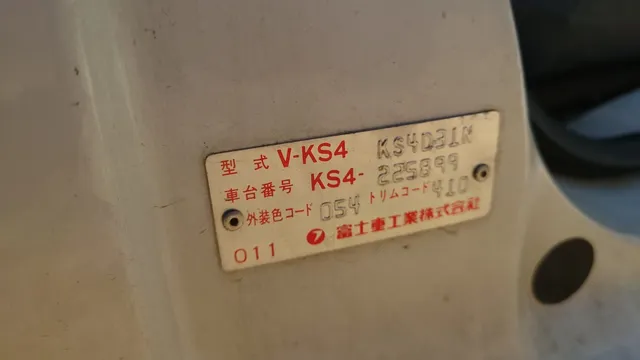 型式 V-KS4 KS4D31N
車台番号 KS4-225899
外装色コード 054 トリムコード 410
011 富士重工業株式会社